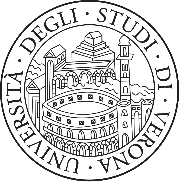 UNIVERSITÀ · DEGLI · STUDI · DI · VERONA ·